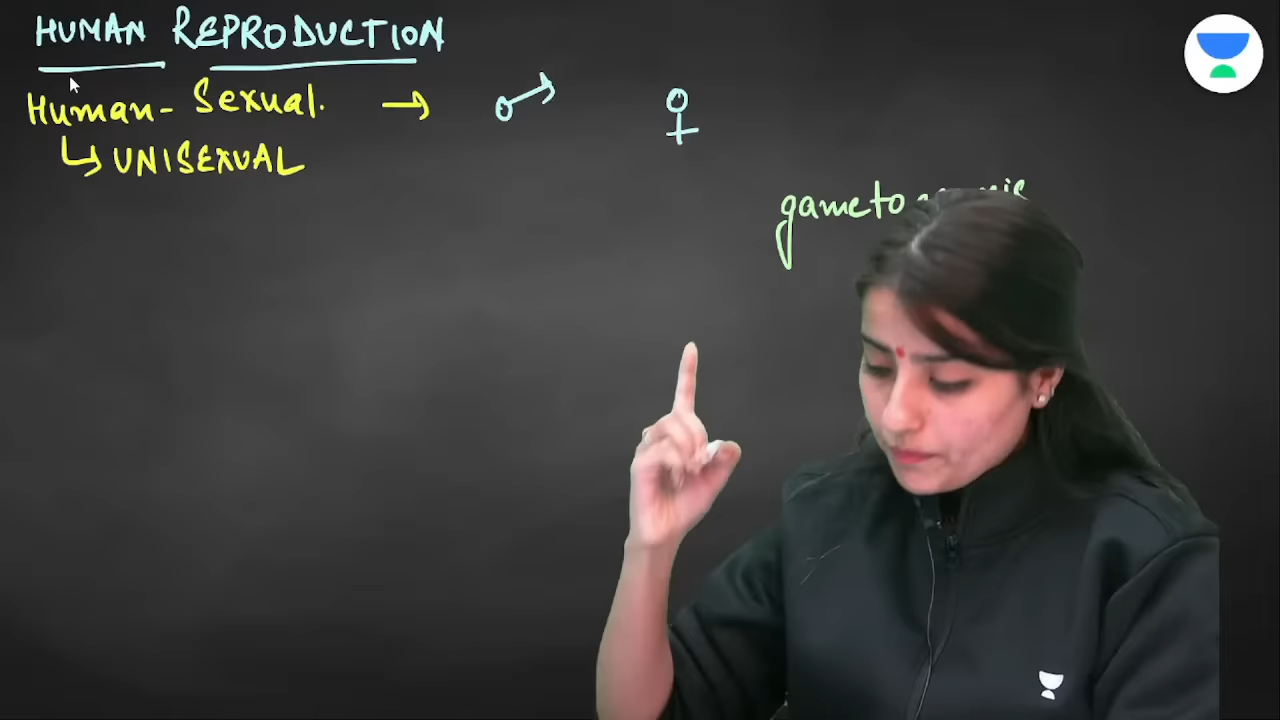 HUMAN REPRODUCTION
Human - Sexual. →
↳ UNISEXUAL